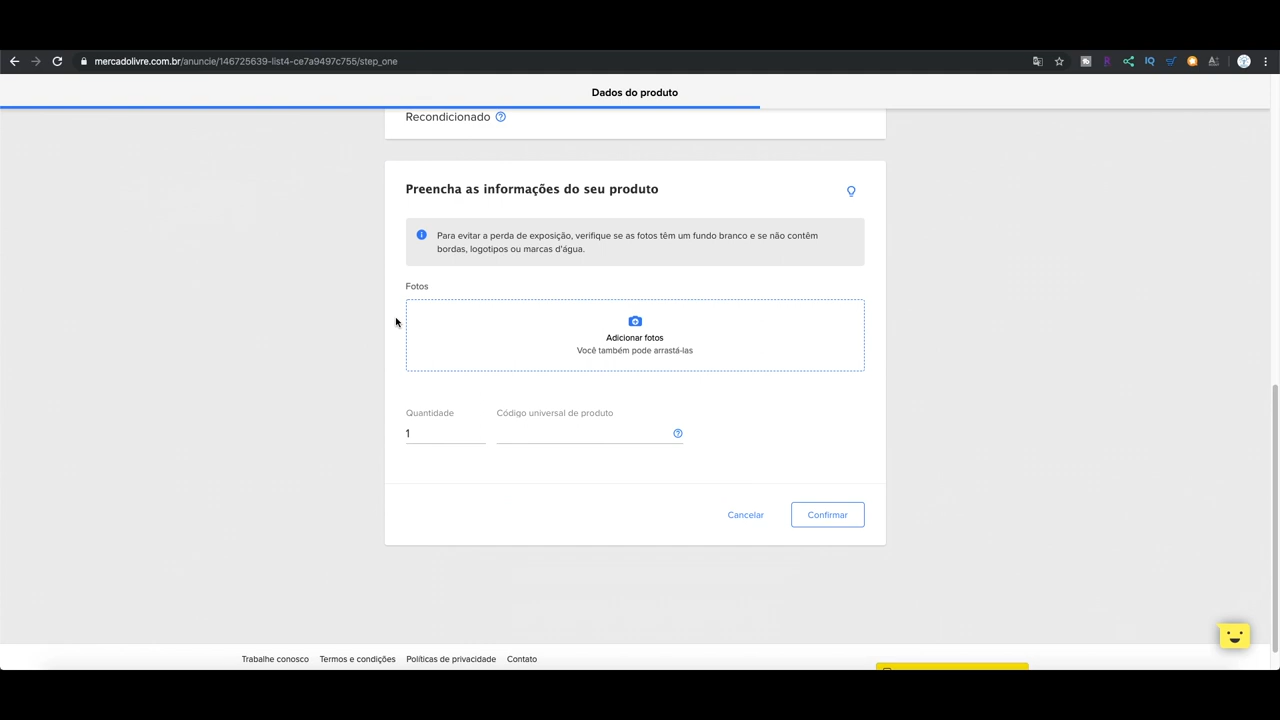 mercadolivre.com.br/anuncie/146725639-list4-ce7a9497c755/step_one
Dados do produto
Recondicionado
Preencha as informações do seu produto
Para evitar a perda de exposição, verifique se as fotos têm um fundo branco e se não contêm
bordas, logotipos ou marcas d'água.
Fotos
Adicionar fotos
Você também pode arrastá-las
Quantidade Código universal de produto
1
Cancelar Confirmar
Trabalhe conosco Termos e condições Políticas de privacidade Contato